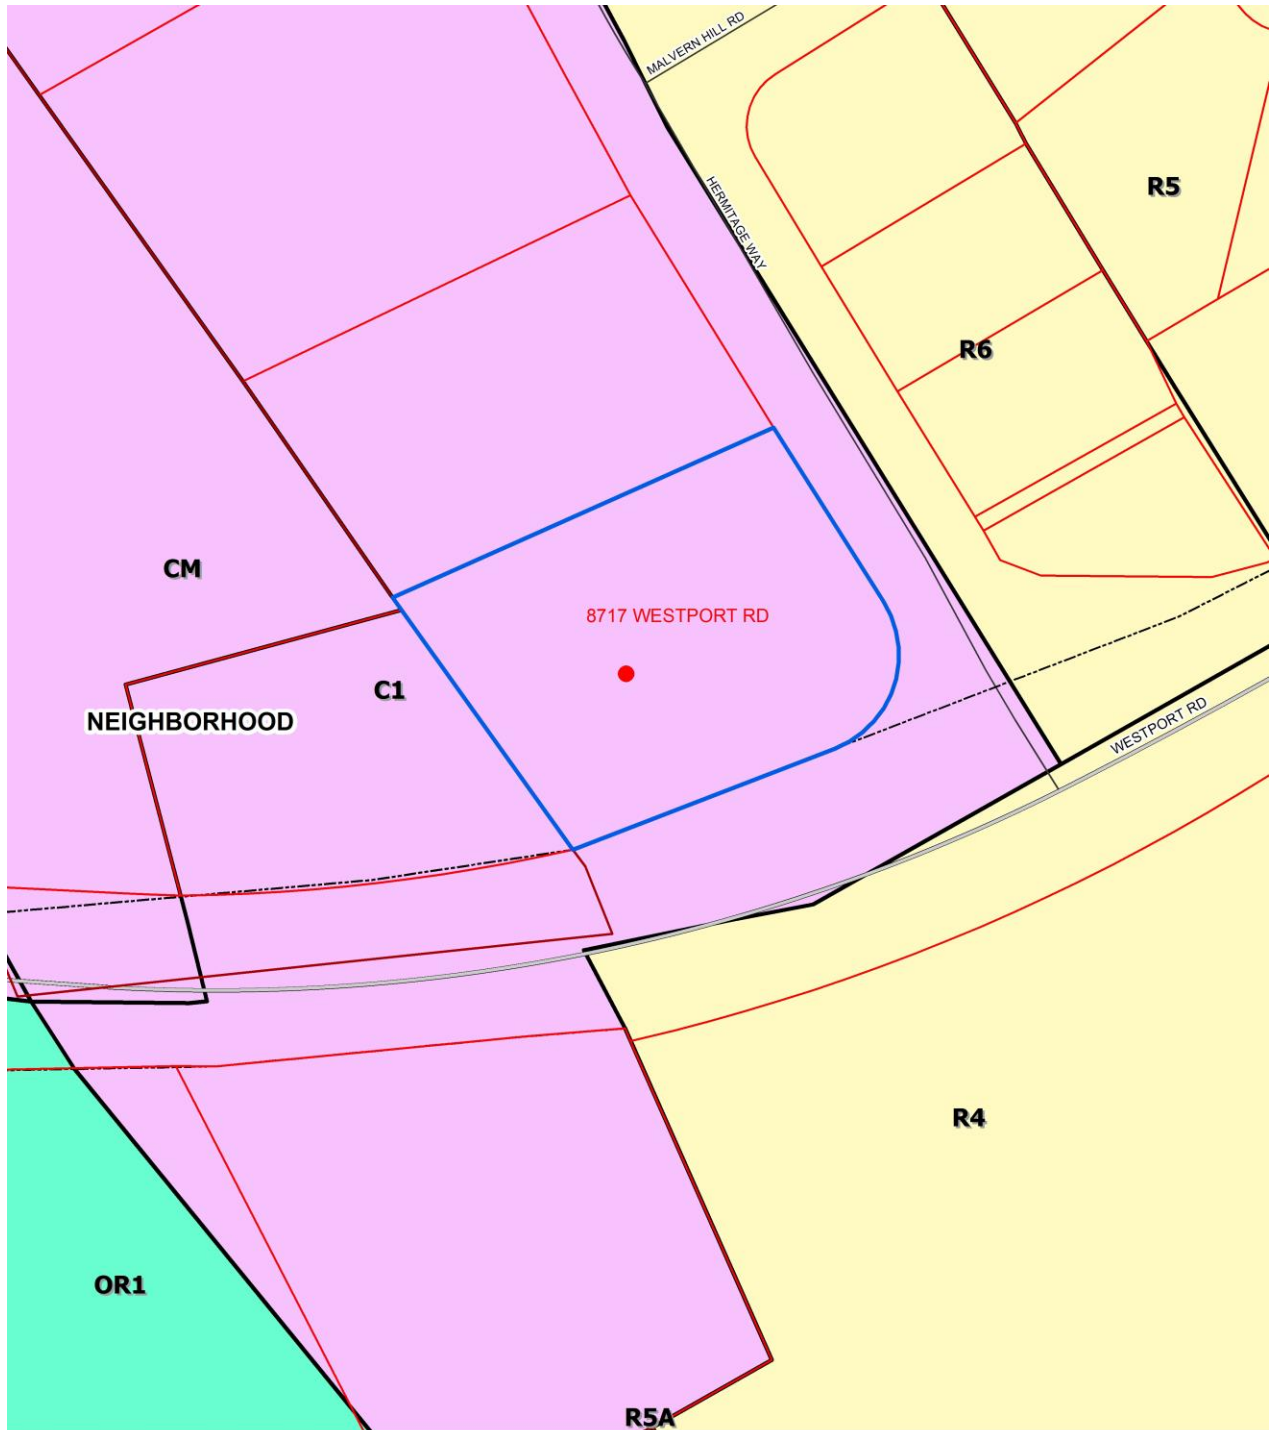 MALVERN HILL RD
HERMITAGE WAY
R5
R6
CM
8717 WESTPORT RD
C1
NEIGHBORHOOD
WESTPORT RD
R4
OR1
R5A